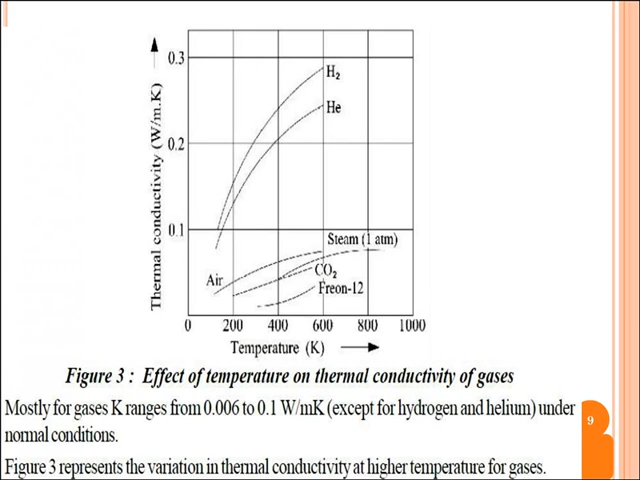 Thermal conductivity (W/m.K)
0.3
0.2
0.1
H₂
He
Steam (1 atm)
Air
CO₂
Freon-12
0 200 400 600 800 1000
Temperature (K)
Figure 3 : Effect of temperature on thermal conductivity of gases
Mostly for gases K ranges from 0.006 to 0.1 W/mK (except for hydrogen and helium) under
normal conditions.
9
Figure 3 represents the variation in thermal conductivity at higher temperature for gases.